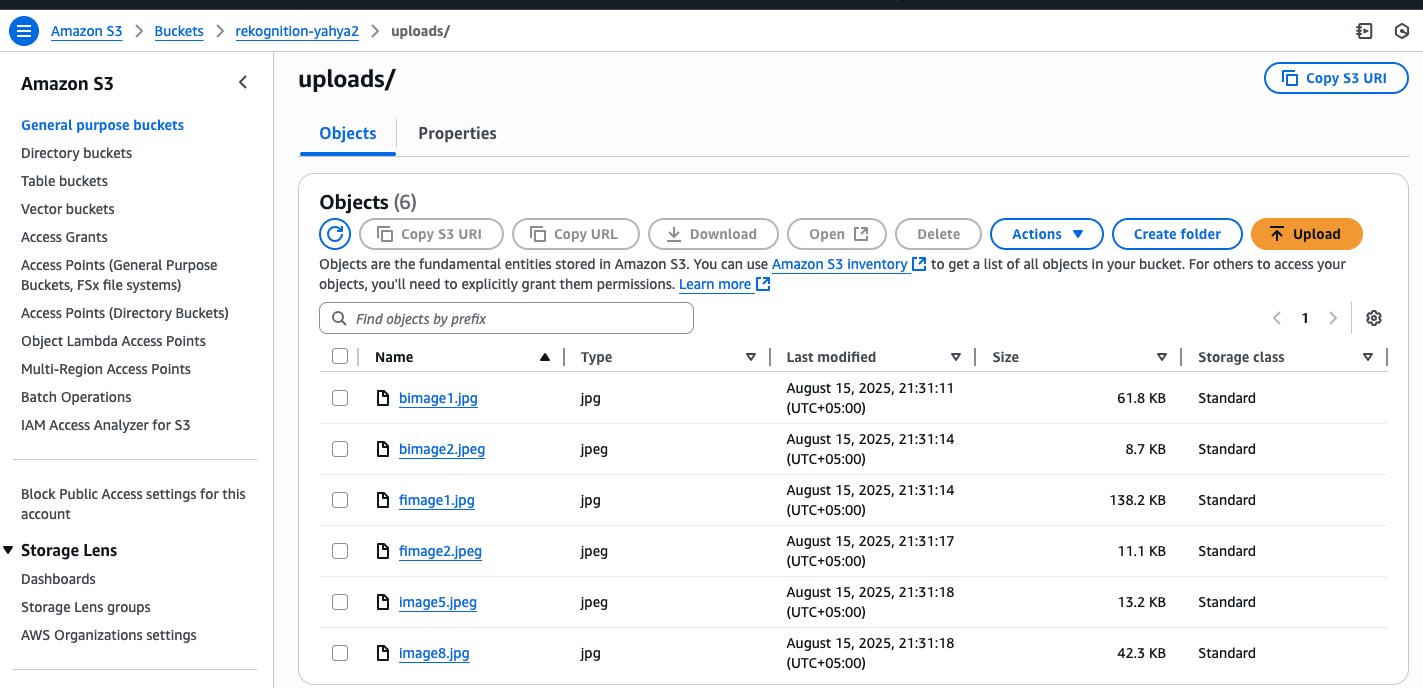 Amazon S3 > Buckets > rekognition-yahya2 > uploads/
Amazon S3
General purpose buckets
Directory buckets
Table buckets
Vector buckets
Access Grants
Access Points (General Purpose
Buckets, FSx file systems)
Access Points (Directory Buckets)
Object Lambda Access Points
Multi-Region Access Points
Batch Operations
IAM Access Analyzer for S3
Block Public Access settings for this
account
Storage Lens
Dashboards
Storage Lens groups
AWS Organizations settings
uploads/
Copy S3 URI
Objects Properties
Objects (6)
Copy S3 URI Copy URL Download Open Delete Actions Create folder Upload
Objects are the fundamental entities stored in Amazon S3. You can use Amazon S3 inventory to get a list of all objects in your bucket. For others to access your
objects, you'll need to explicitly grant them permissions. Learn more
Find objects by prefix
1
Name Type Last modified Size Storage class
bimage1.jpg jpg August 15, 2025, 21:31:11 (UTC+05:00) 61.8 KB Standard
bimage2.jpeg jpeg August 15, 2025, 21:31:14 (UTC+05:00) 8.7 KB Standard
fimage1.jpg jpg August 15, 2025, 21:31:14 (UTC+05:00) 138.2 KB Standard
fimage2.jpeg jpeg August 15, 2025, 21:31:17 (UTC+05:00) 11.1 KB Standard
image5.jpeg jpeg August 15, 2025, 21:31:18 (UTC+05:00) 13.2 KB Standard
image8.jpg jpg August 15, 2025, 21:31:18 (UTC+05:00) 42.3 KB Standard